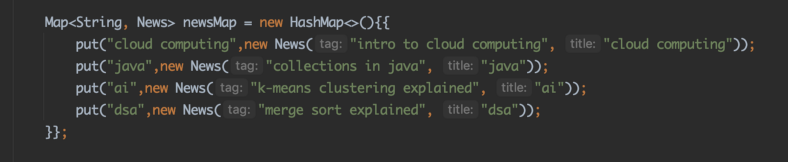 Map<String, News> newsMap = new HashMap<>(){{
put("cloud computing",new News( tag: "intro to cloud computing", title: "cloud computing"));
put("java",new News( tag: "collections in java", title: "java"));
put("ai",new News( tag: "k-means clustering explained", title: "ai"));
put("dsa",new News( tag: "merge sort explained", title: "dsa"));
}};